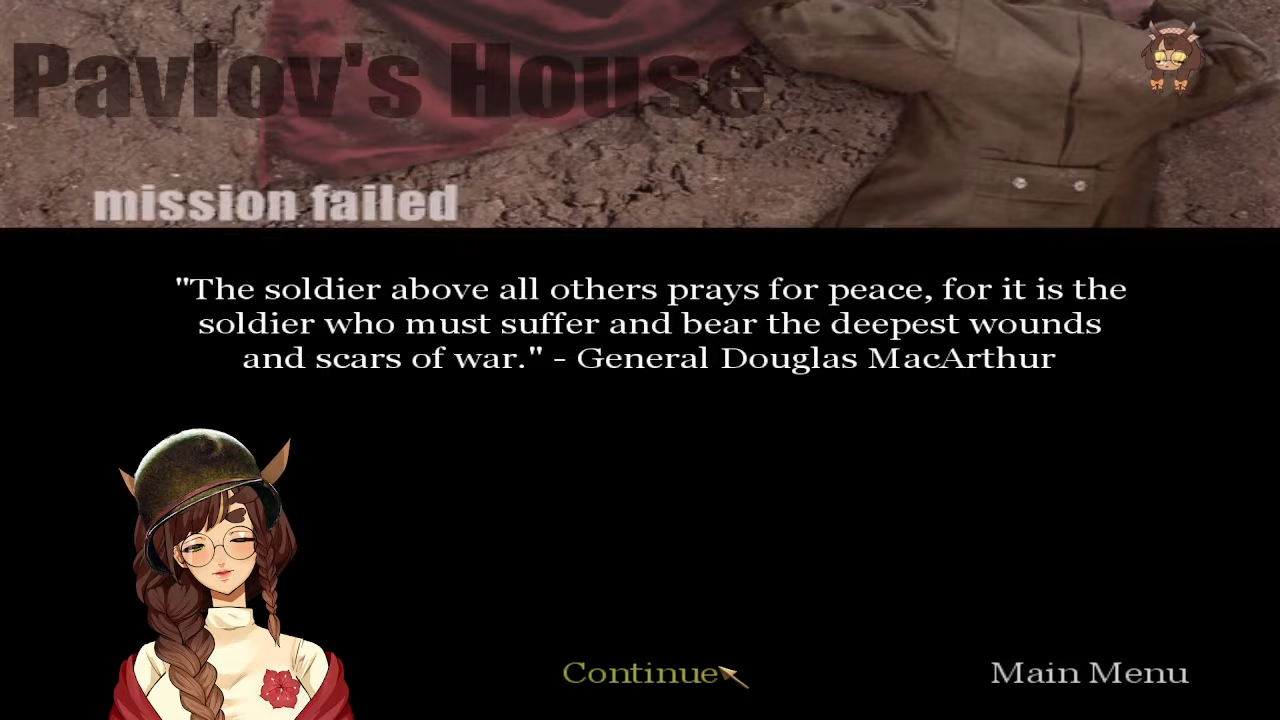 Pavlov's House
mission failed
"The soldier above all others prays for peace, for it is the
soldier who must suffer and bear the deepest wounds
and scars of war." - General Douglas MacArthur
Continue
Main Menu